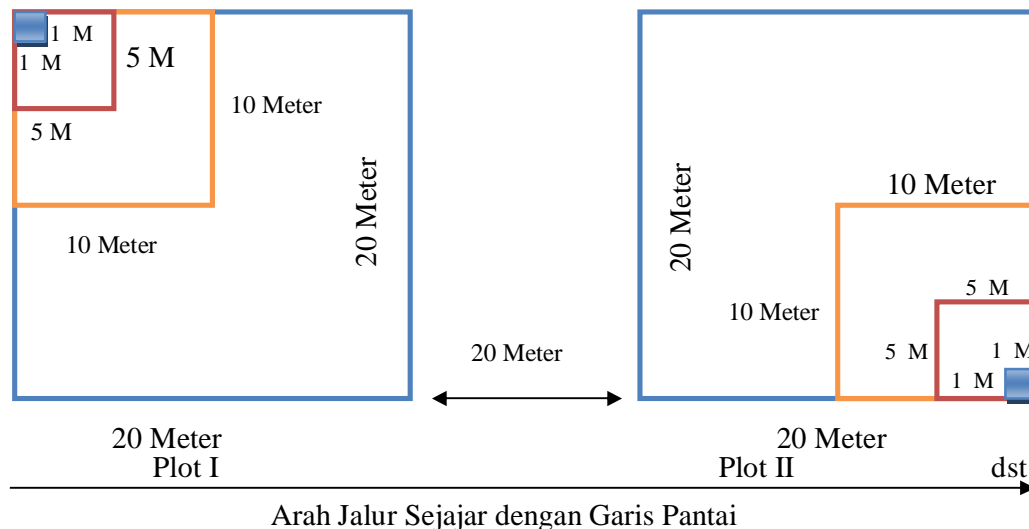 1 M
1 M
5 M
5 M
10 Meter
10 Meter
20 Meter
20 Meter
Plot I
20 Meter
20 Meter
10 Meter
10 Meter
5 M
5 M
1 M
1 M
20 Meter
Plot II
dst
Arah Jalur Sejajar dengan Garis Pantai